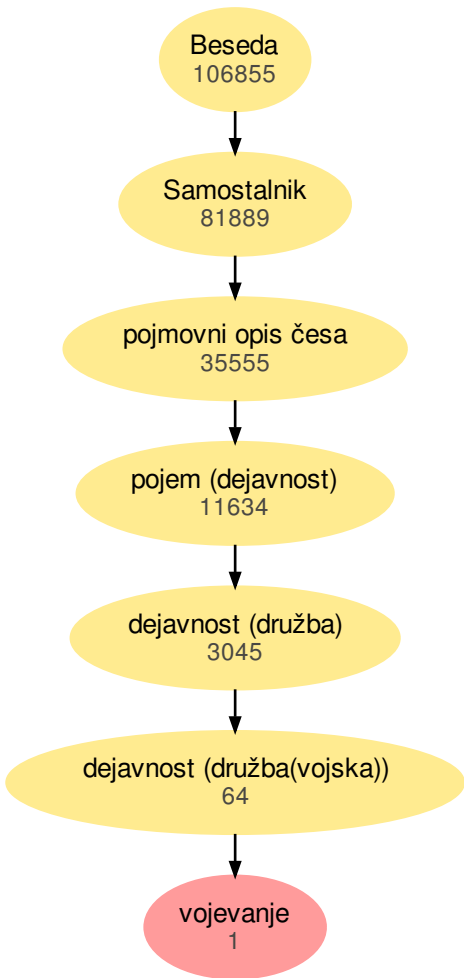 Beseda
106855
Samostalnik
81889
pojmovni opis česa
35555
pojem (dejavnost)
11634
dejavnost (družba)
3045
dejavnost (družba(vojska))
64
vojevanje
1